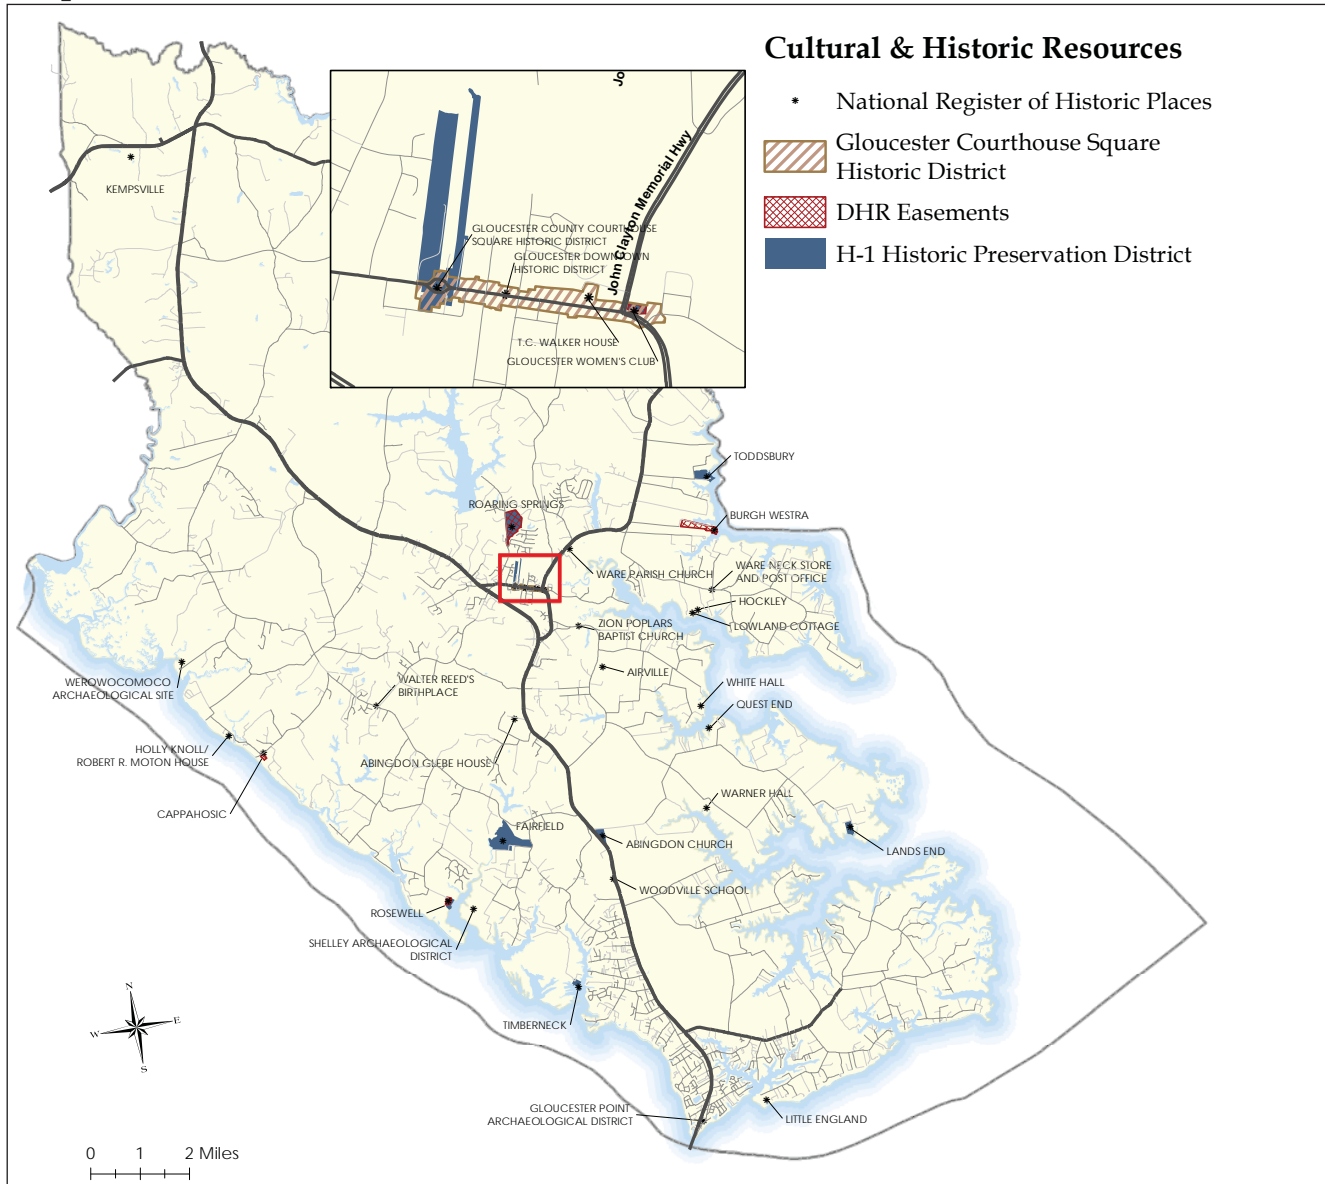 Cultural & Historic Resources
National Register of Historic Places
Gloucester Courthouse Square
Historic District
DHR Easements
H-1 Historic Preservation District
Jo
John Clayton Memorial Hwy
GLOUCESTER COUNTY COURTHOUSE
SQUARE HISTORIC DISTRICT
GLOUCESTER DOWNTOWN
HISTORIC DISTRICT
T.C. WALKER HOUSE
GLOUCESTER WOMEN'S CLUB
KEMPSVILLE
TODDSBURY
ROARING SPRINGS
BURGH WESTRA
WARE PARISH CHURCH
WARE NECK STORE
AND POST OFFICE
HOCKLEY
LOWLAND COTTAGE
ZION POPLARS
BAPTIST CHURCH
AIRVILLE
WEROWOCOMOCO
ARCHAEOLOGICAL SITE
WALTER REED'S
BIRTHPLACE
WHITE HALL
QUEST END
HOLLY KNOLL/
ROBERT R. MOTON HOUSE
ABINGDON GLEBE HOUSE
CAPPAHOSIC
WARNER HALL
FAIRFIELD
ABINGDON CHURCH
LANDS END
WOODVILLE SCHOOL
ROSEWELL
SHELLEY ARCHAEOLOGICAL
DISTRICT
TIMBERNECK
N
W
E
S
GLOUCESTER POINT
ARCHAEOLOGICAL DISTRICT
LITTLE ENGLAND
0 1 2 Miles